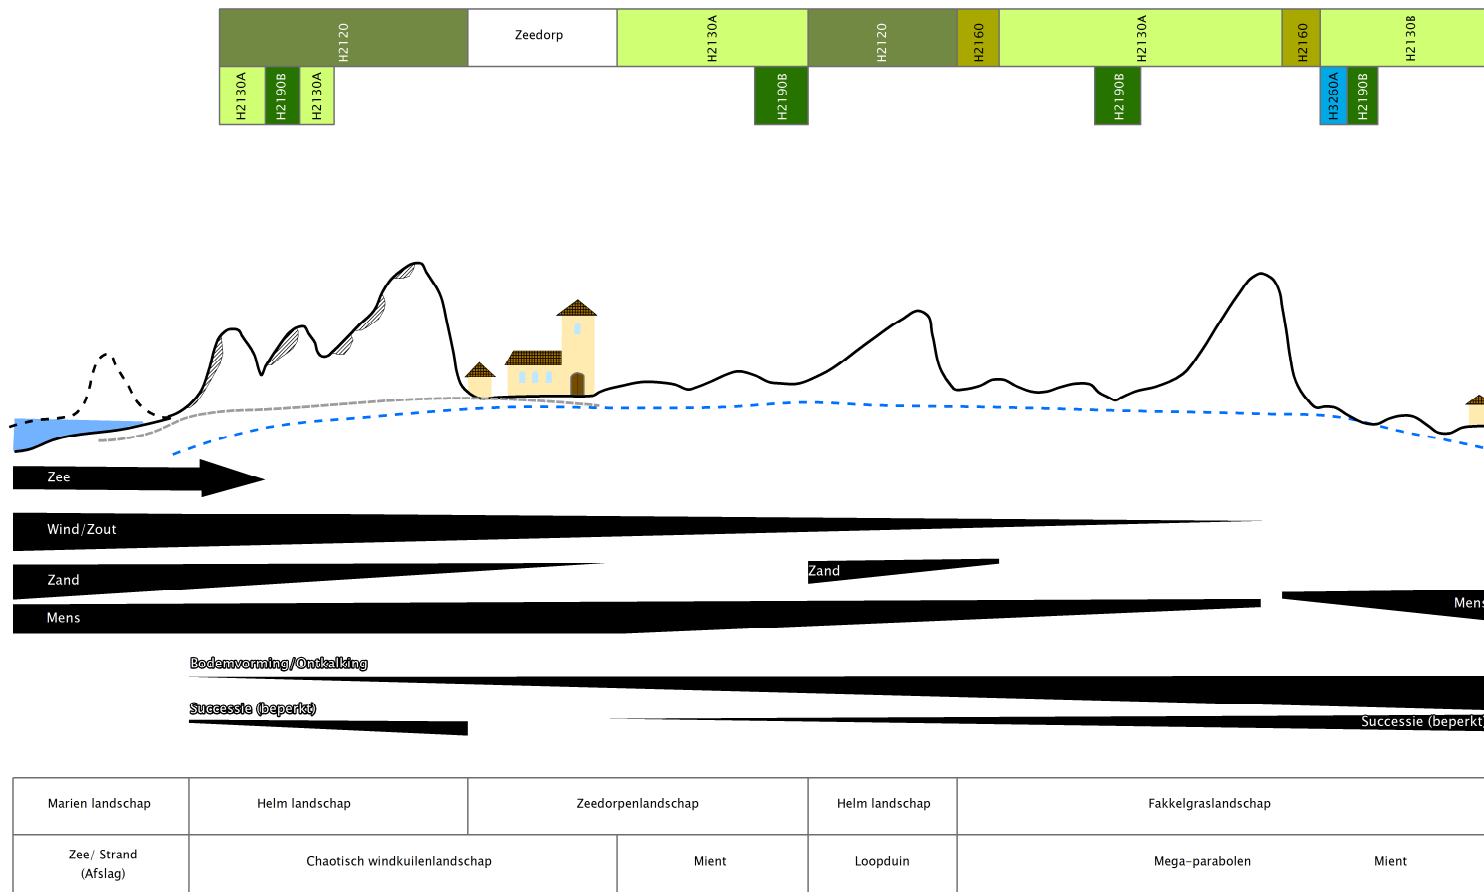 H2120
Zeedorp
H2130A
H2120
H2160
H2130A
H2160
H2130B
H2130A
H2190B
H2130A
H2190B
H2190B
H3260A
H2190B
Zee
Wind/Zout
Zand
Zand
Mens
Mens
Bodemvorming/Ontkalking
Successie (beperkt)
Successie (beperkt)
Marien landschap
Helm landschap
Zeedorpenlandschap
Helm landschap
Fakkelgraslandschap
Zee/ Strand
(Afslag)
Chaotisch windkuilenlandschap
Mient
Loopduin
Mega-parabolen
Mient